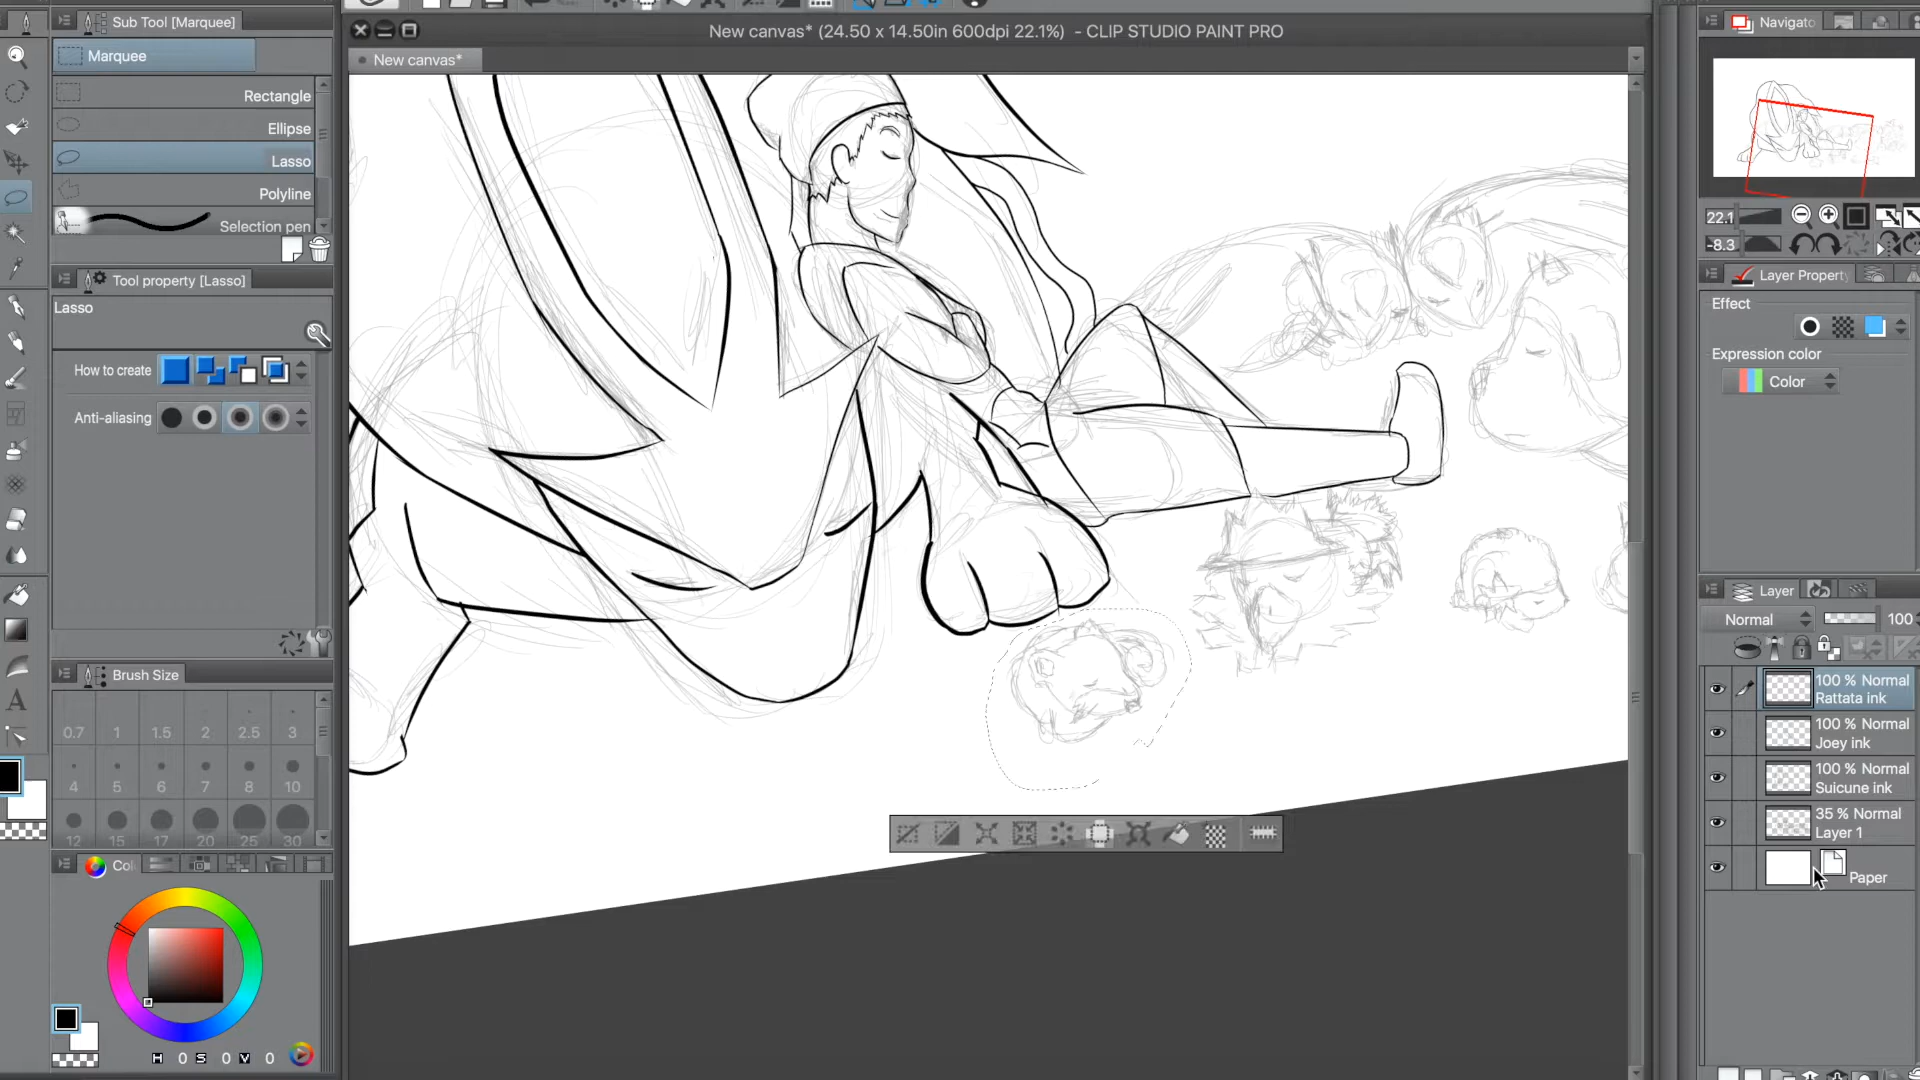 Sub Tool [Marquee]
Marquee
Rectangle
Ellipse
Lasso
Polyline
Selection pen
Tool property [Lasso]
Lasso
How to create
Anti-aliasing
Brush Size
0.7 1 1.5 2 2.5 3
4 5 6 7 8 10
12 15 17 20 25 30
H 0 S 0 V 0
New canvas* (24.50 x 14.50in 600dpi 22.1%) - CLIP STUDIO PAINT PRO
New canvas*
22.1
-8.3
Layer Property
Effect
Expression color
Color
Layer
Normal 100
100 % Normal
Rattata ink
100 % Normal
Joey ink
100 % Normal
Suicune ink
35 % Normal
Layer 1
Paper